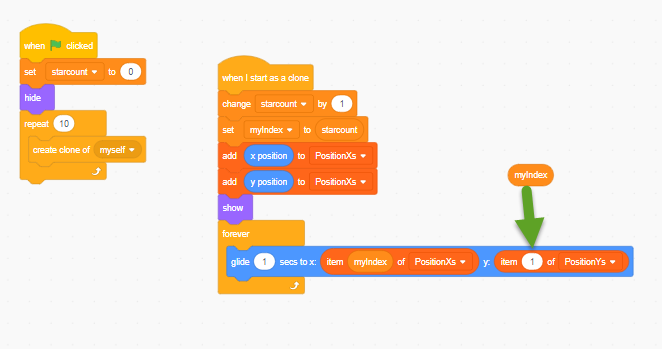 when clicked
set starcount to 0
hide
repeat 10
create clone of myself
when I start as a clone
change starcount by 1
set myIndex to starcount
add x position to PositionXs
add y position to PositionXs
show
forever
myIndex
glide 1 secs to x: item myIndex of PositionXs y: item 1 of PositionYs